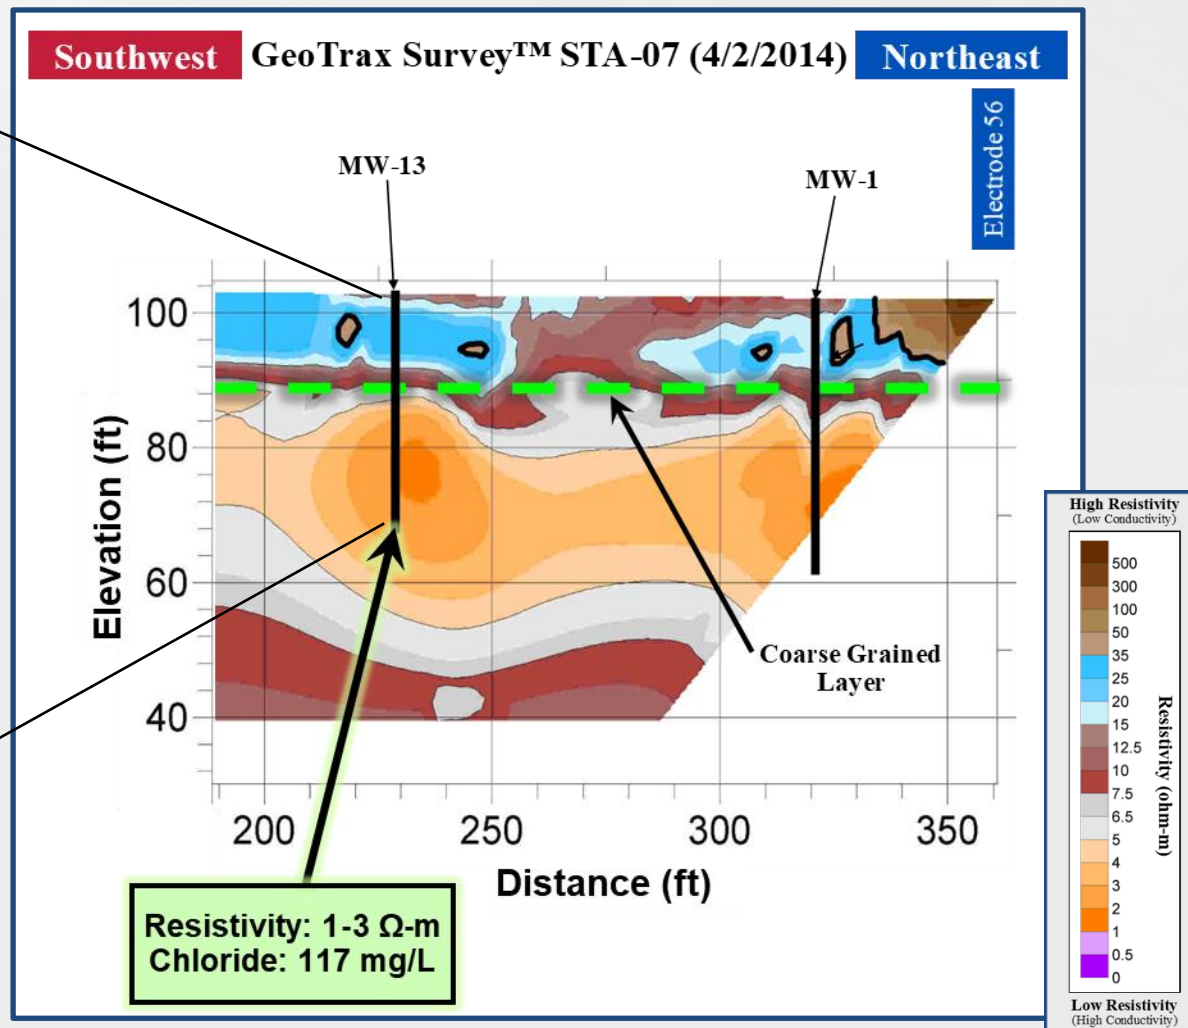 Southwest
GeoTrax Survey™ STA-07 (4/2/2014)
Northeast
Electrode 56
MW-13
MW-1
100
80
60
40
Elevation (ft)
Coarse Grained
Layer
200
250
300
350
Distance (ft)
Resistivity: 1-3 Ω-m
Chloride: 117 mg/L
High Resistivity
(Low Conductivity)
500
300
100
50
35
25
20
15
12.5
10
7.5
6.5
5
4
3
2
1
0.5
0
Resistivity (ohm-m)
Low Resistivity
(High Conductivity)